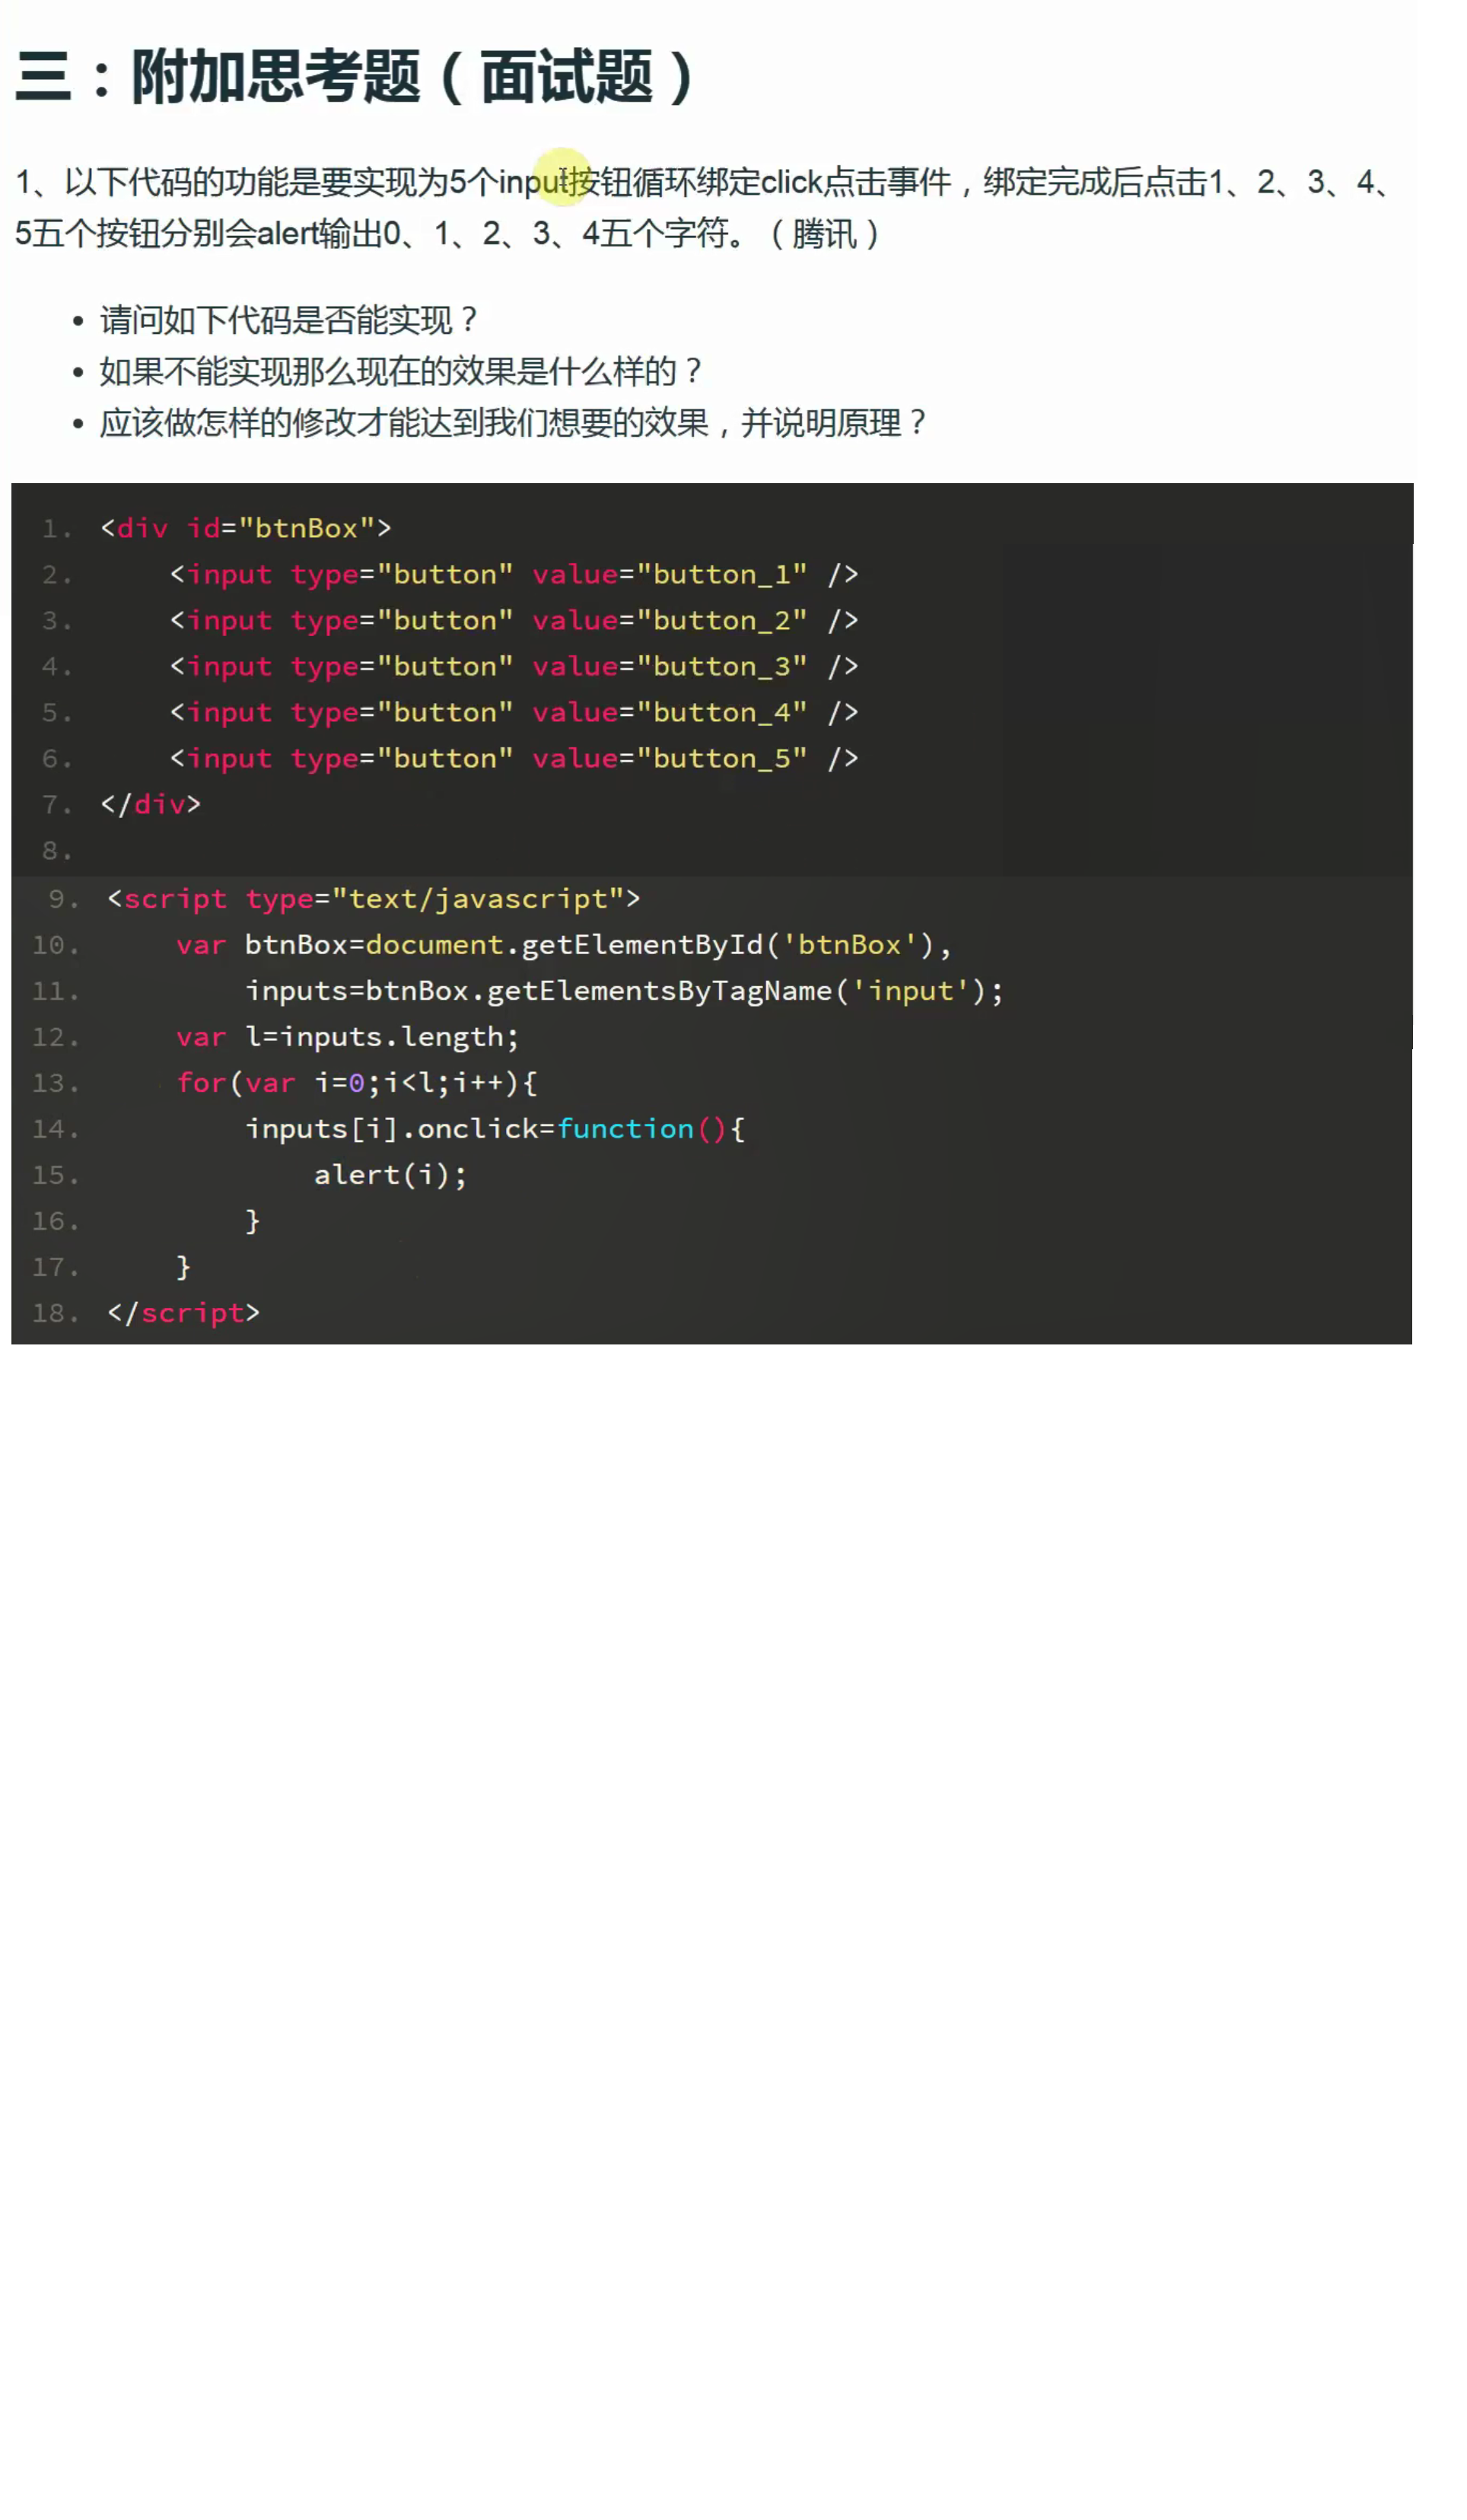 三：附加思考题（面试题）
1、以下代码的功能是要实现为5个input按钮循环绑定click点击事件，绑定完成后点击1、2、3、4、
5五个按钮分别会alert输出0、1、2、3、4五个字符。（腾讯）
• 请问如下代码是否能实现？
• 如果不能实现那么现在的效果是什么样的？
• 应该做怎样的修改才能达到我们想要的效果，并说明原理？
1. <div id="btnBox">
2.     <input type="button" value="button_1" />
3.     <input type="button" value="button_2" />
4.     <input type="button" value="button_3" />
5.     <input type="button" value="button_4" />
6.     <input type="button" value="button_5" />
7. </div>
8.
9. <script type="text/javascript">
10.     var btnBox=document.getElementById('btnBox'),
11.         inputs=btnBox.getElementsByTagName('input');
12.     var l=inputs.length;
13.     for(var i=0;i<l;i++){
14.         inputs[i].onclick=function(){
15.             alert(i);
16.         }
17.     }
18. </script>